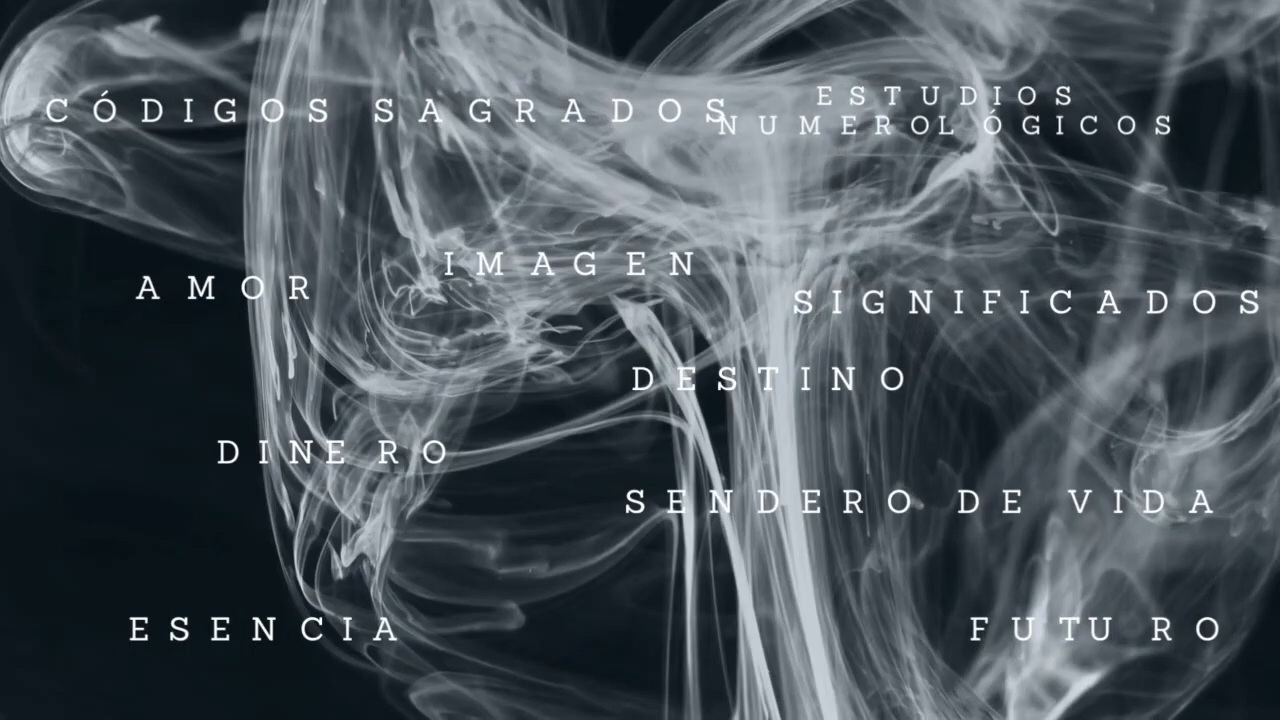 CÓDIGOS SAGRADOS
ESTUDIOS
NUMEROLÓGICOS
IMAGEN
AMOR
SIGNIFICADOS
DESTINO
DINERO
SENDERO DE VIDA
ESENCIA
FUTURO